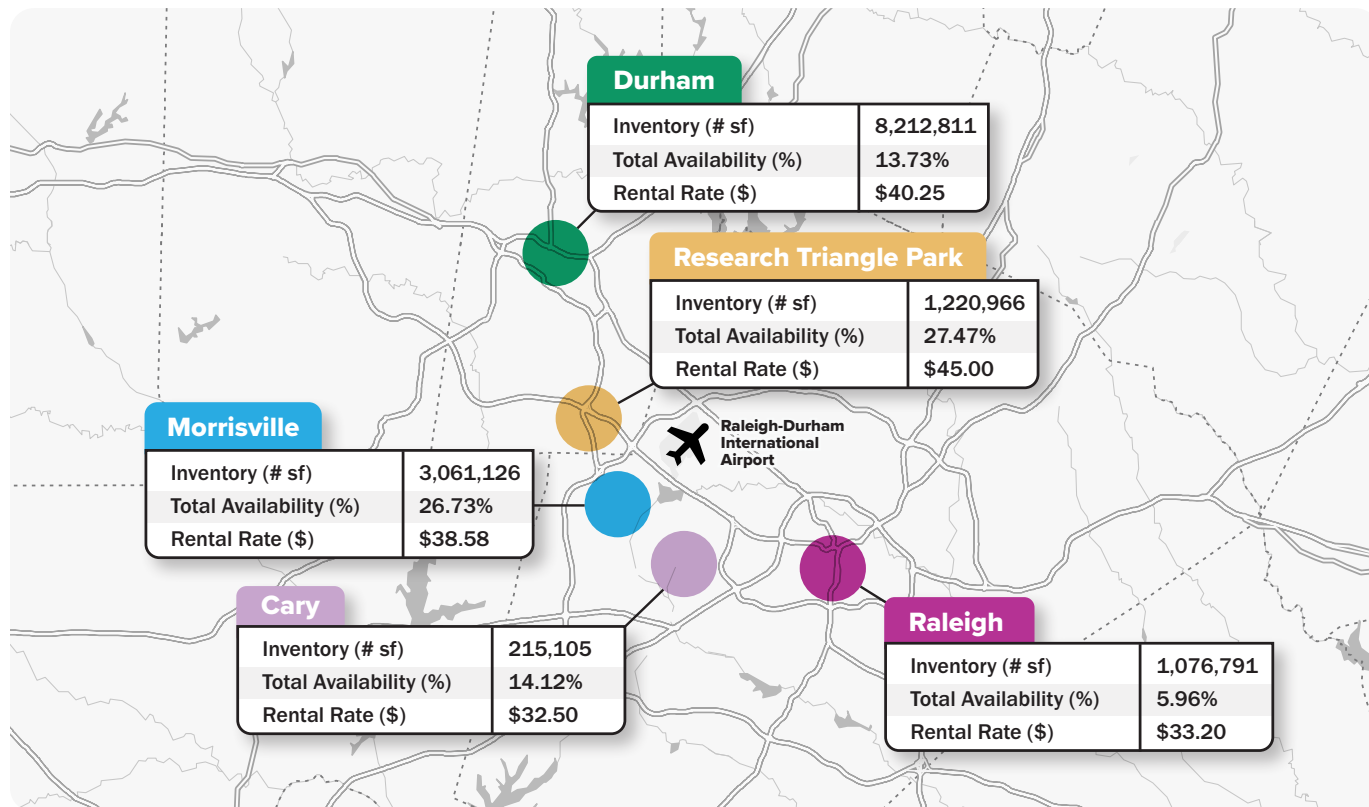 Durham
Inventory (# sf) 8,212,811
Total Availability (%) 13.73%
Rental Rate ($) $40.25
Research Triangle Park
Inventory (# sf) 1,220,966
Total Availability (%) 27.47%
Rental Rate ($) $45.00
Raleigh-Durham
International
Airport
Morrisville
Inventory (# sf) 3,061,126
Total Availability (%) 26.73%
Rental Rate ($) $38.58
Cary
Inventory (# sf) 215,105
Total Availability (%) 14.12%
Rental Rate ($) $32.50
Raleigh
Inventory (# sf) 1,076,791
Total Availability (%) 5.96%
Rental Rate ($) $33.20